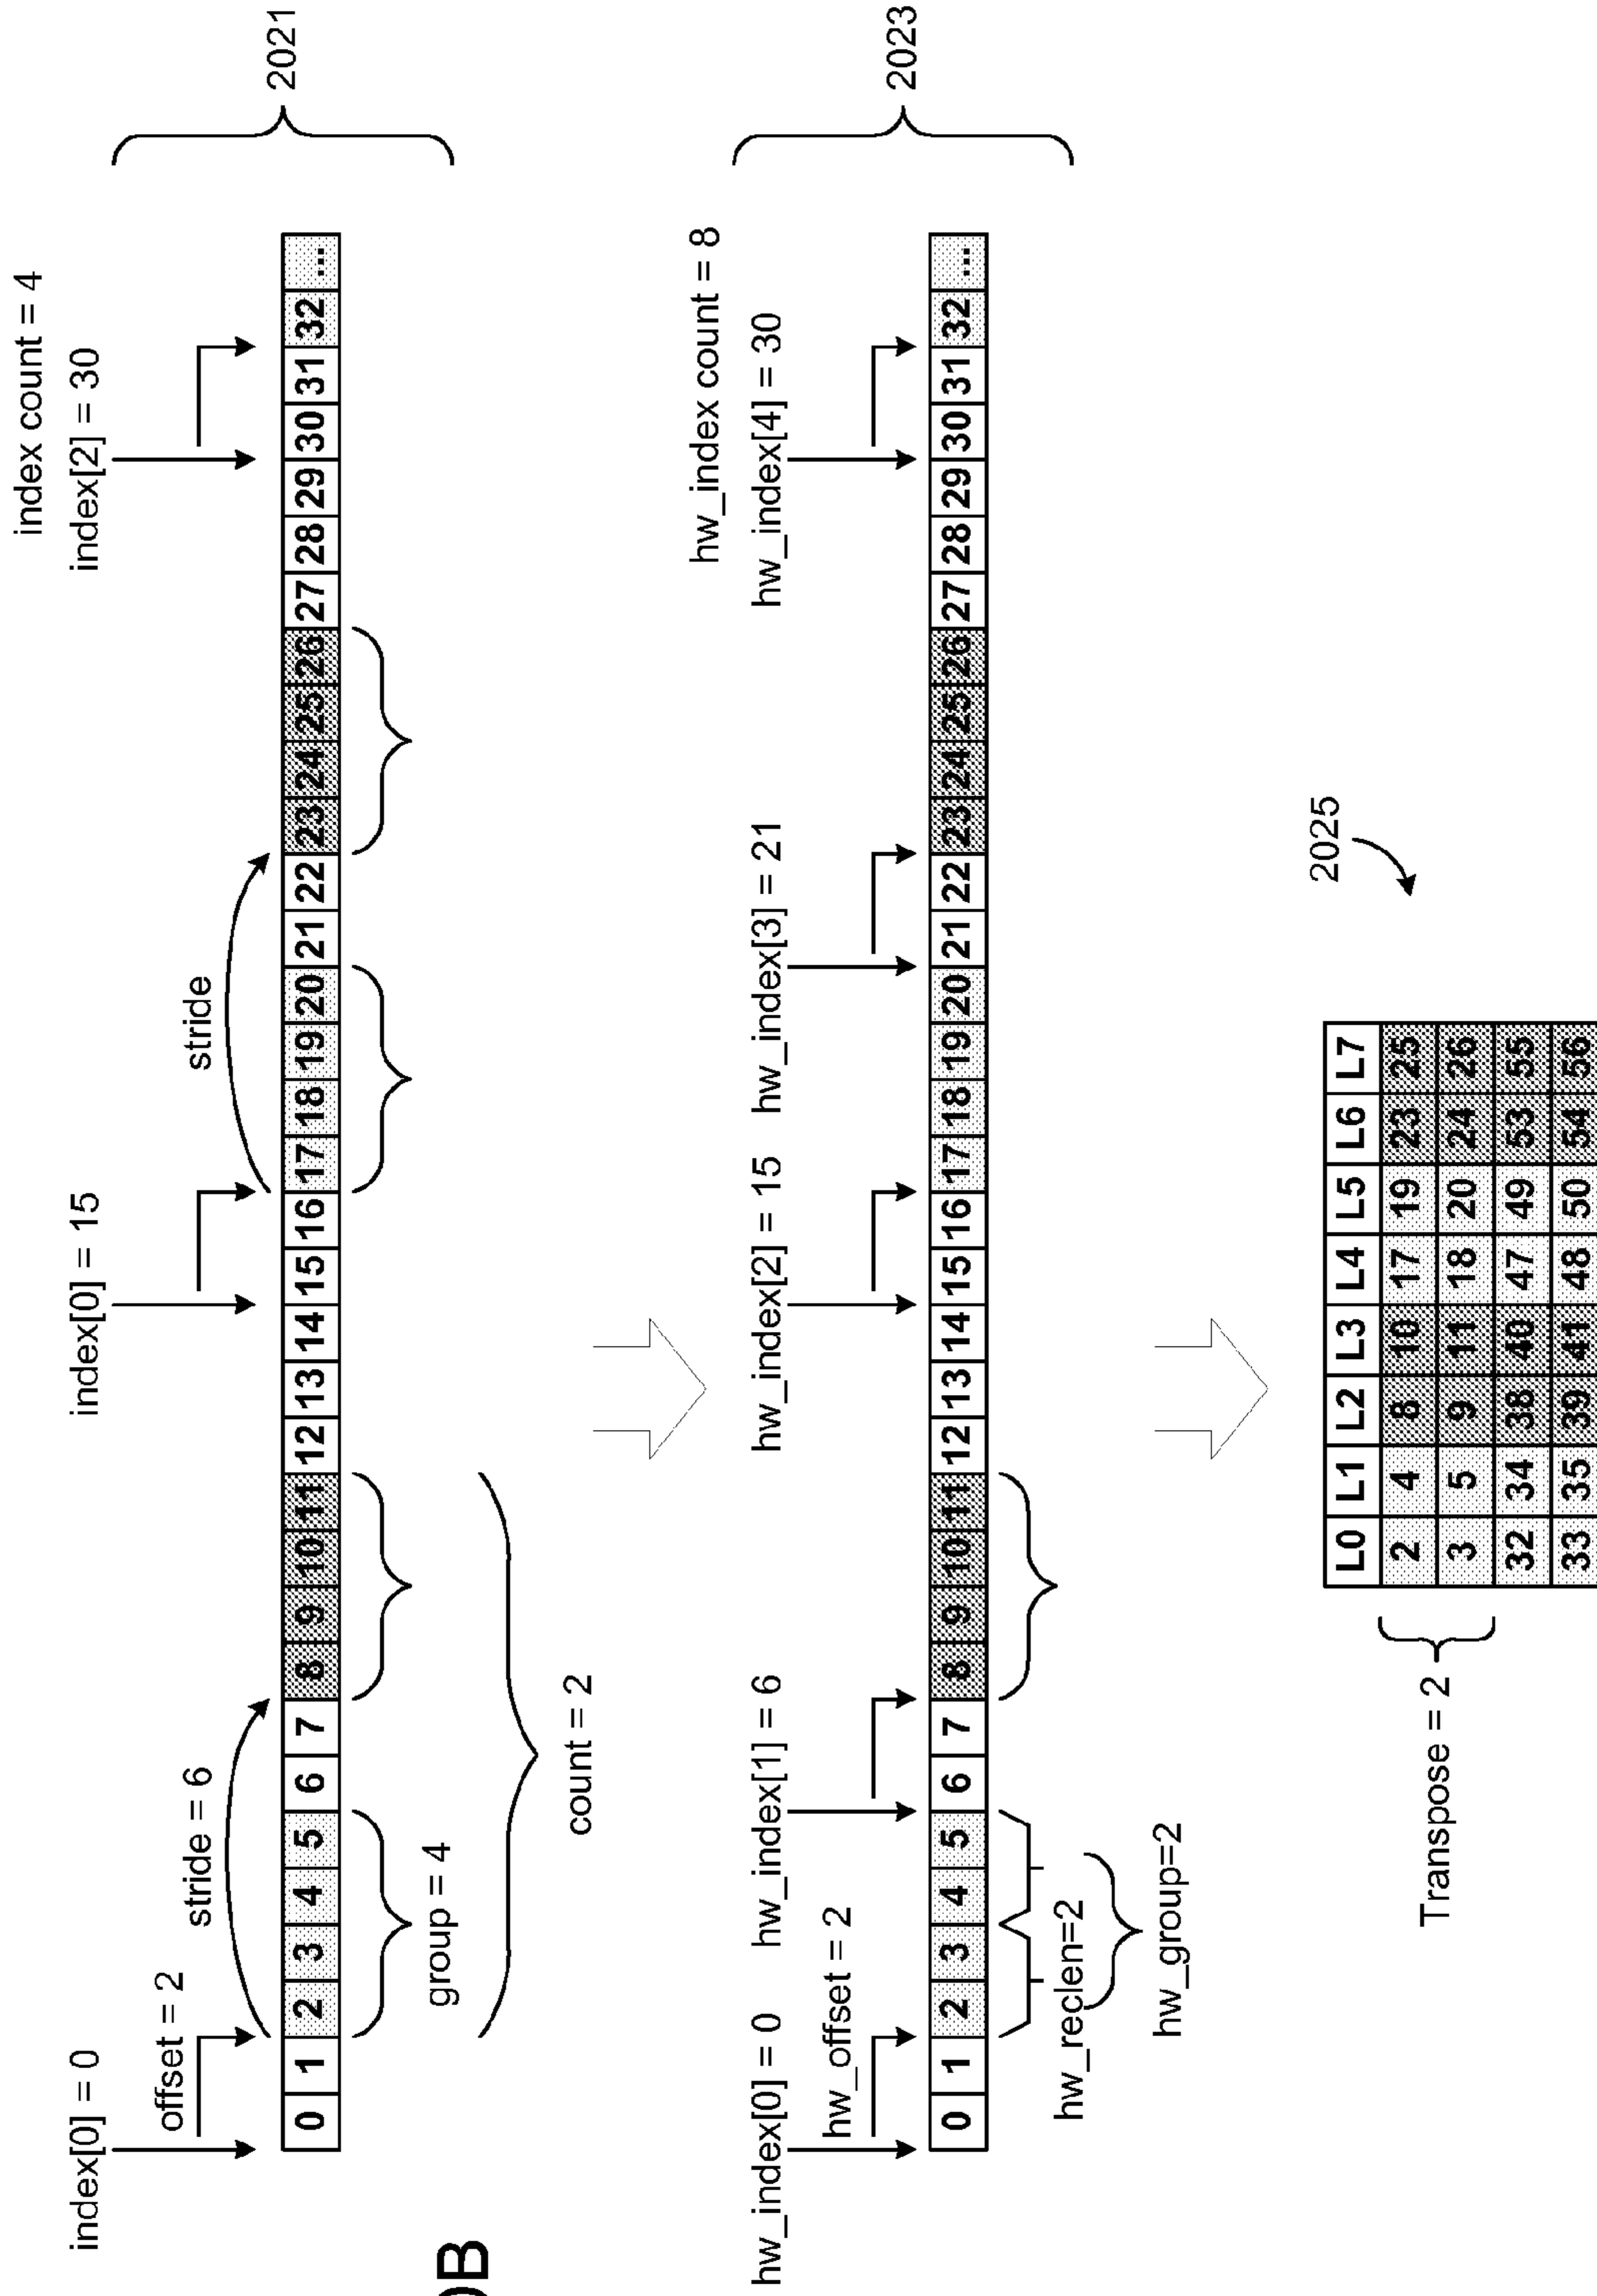 index count = 4
index[0] = 0
index[0] = 15
index[2] = 30
offset = 2
stride = 6
stride
0 1 2 3 4 5 6 7 8 9 10 11 12 13 14 15 16 17 18 19 20 21 22 23 24 25 26 27 28 29 30 31 32 ...
2021
group = 4
count = 2
0B
hw_index count = 8
hw_index[0] = 0
hw_index[1] = 6
hw_index[2] = 15
hw_index[3] = 21
hw_index[4] = 30
hw_offset = 2
0 1 2 3 4 5 6 7 8 9 10 11 12 13 14 15 16 17 18 19 20 21 22 23 24 25 26 27 28 29 30 31 32 ...
2023
hw_reclen=2
hw_group=2
2025
L0 L1 L2 L3 L4 L5 L6 L7
2 4 8 10 17 19 23 25
3 5 9 11 18 20 24 26
32 34 38 40 47 49 53 55
33 35 39 41 48 50 54 56
Transpose = 2